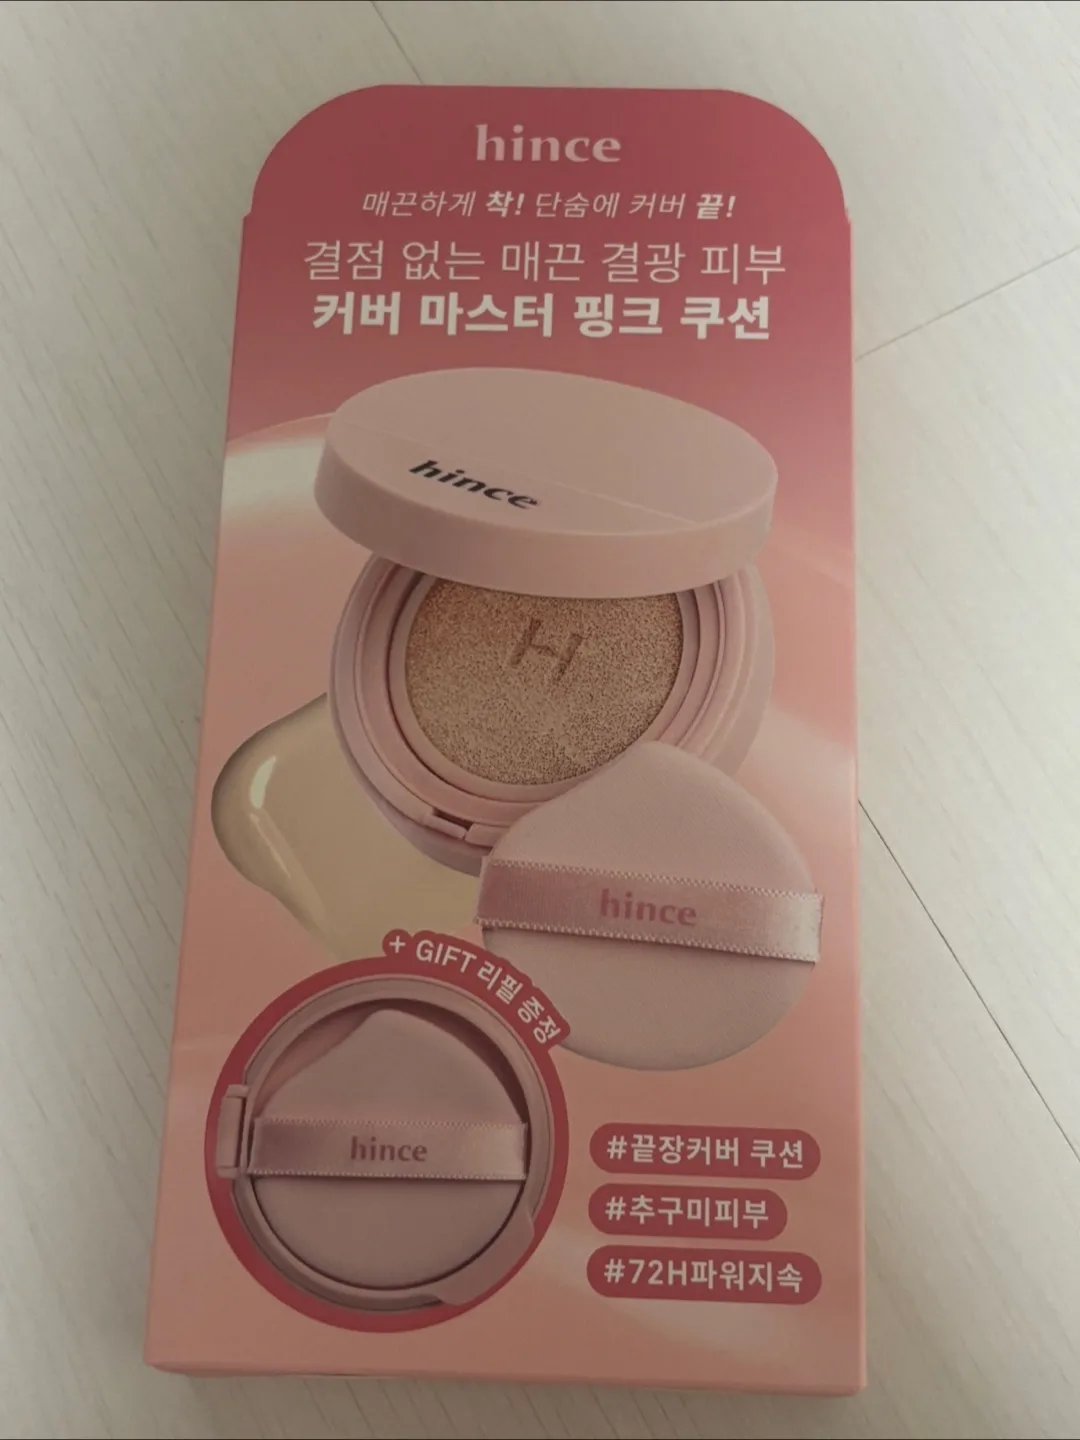 hince
매끈하게 착! 단숨에 커버 끝!
결점 없는 매끈 결광 피부
커버 마스터 핑크 쿠션
hince
H
hince
+ GIFT 리필 증정
hince
#끝장커버 쿠션
#추구미피부
#72H파워지속